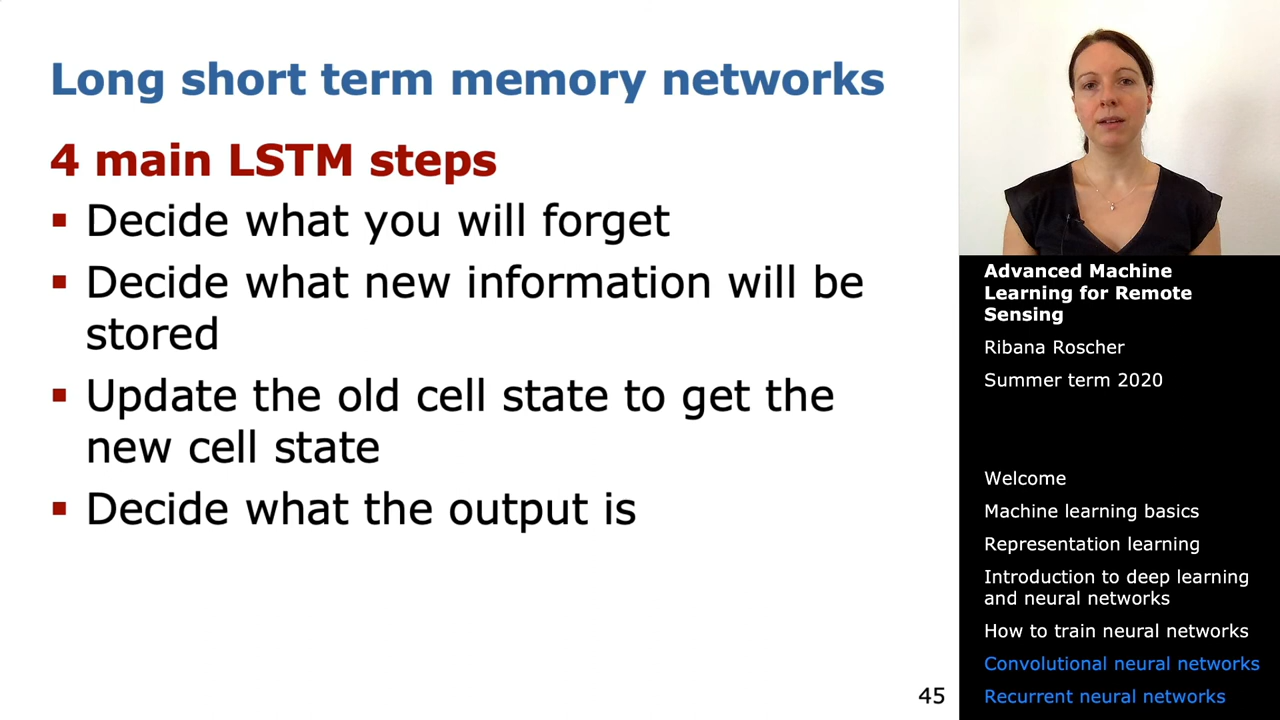 Long short term memory networks
4 main LSTM steps
▪ Decide what you will forget
▪ Decide what new information will be
stored
▪ Update the old cell state to get the
new cell state
▪ Decide what the output is
45
Advanced Machine
Learning for Remote
Sensing
Ribana Roscher
Summer term 2020
Welcome
Machine learning basics
Representation learning
Introduction to deep learning
and neural networks
How to train neural networks
Convolutional neural networks
Recurrent neural networks